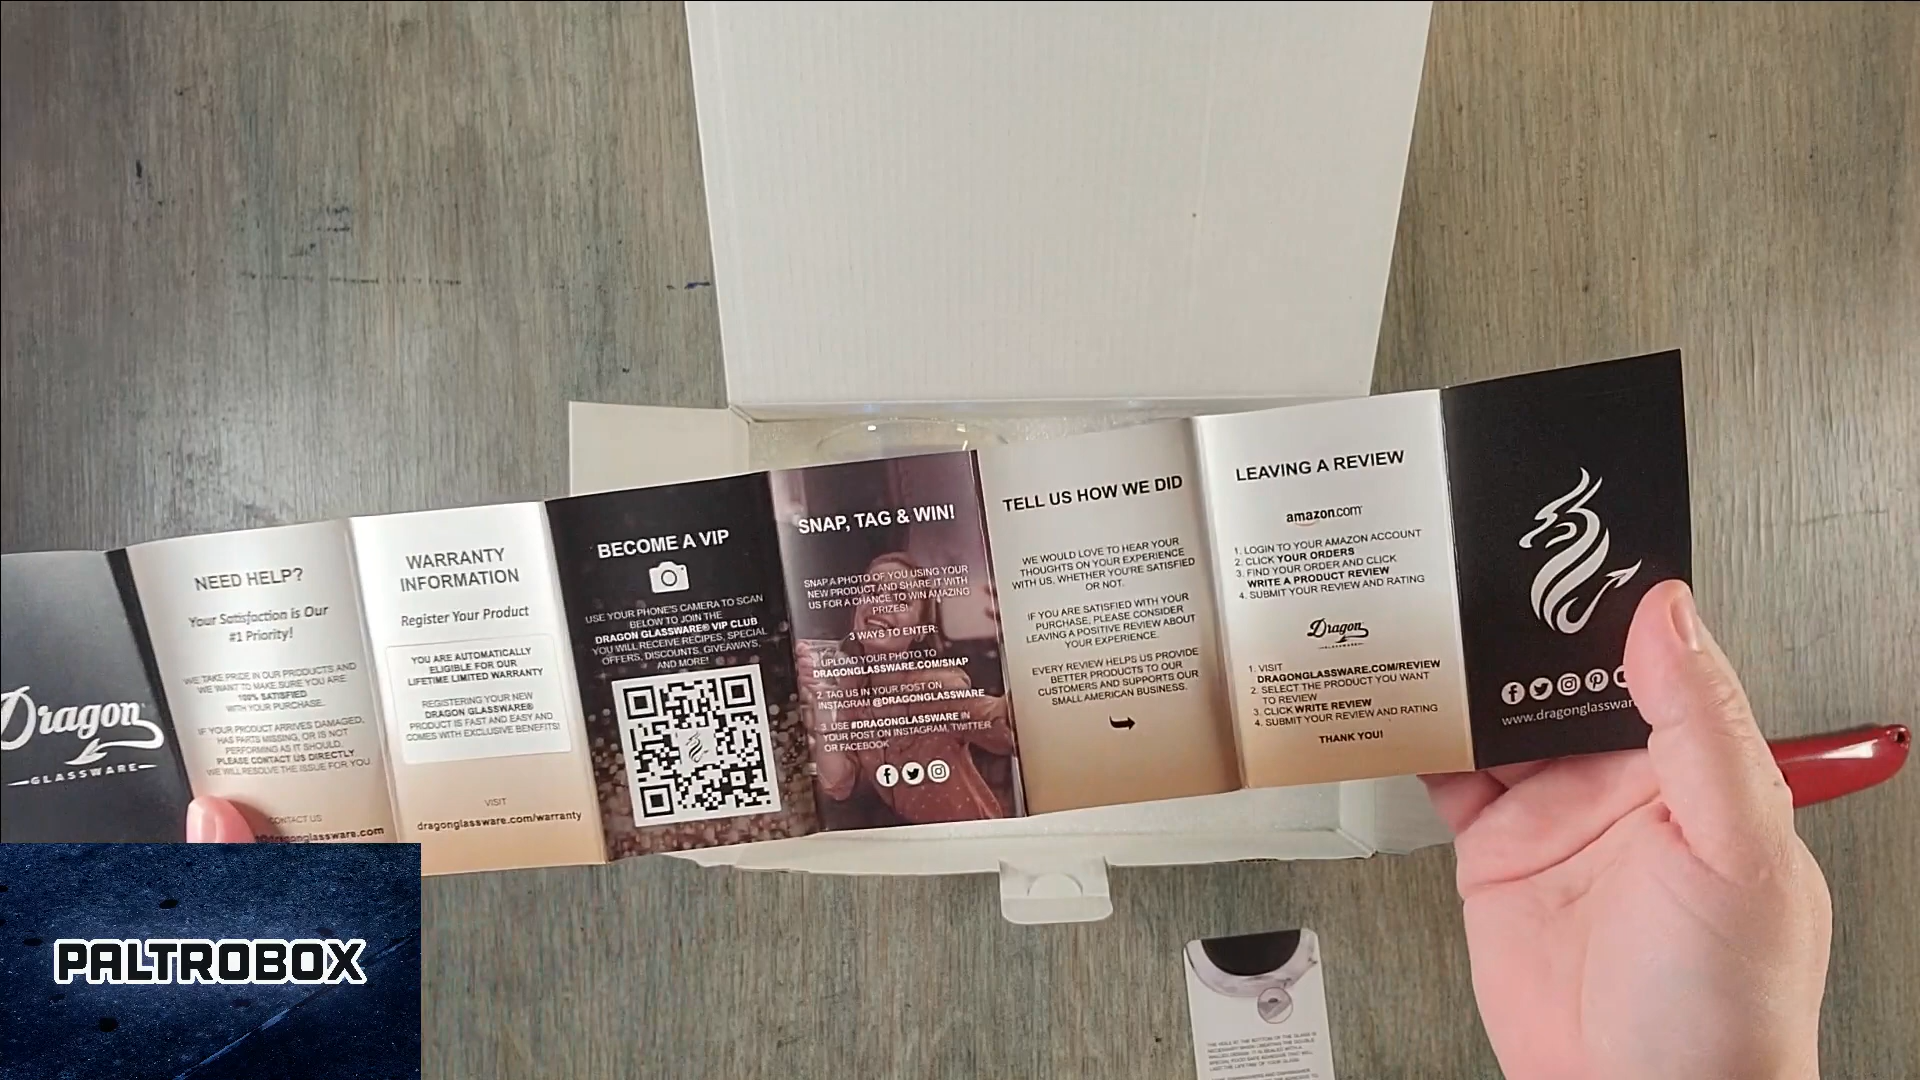 Dragon
GLASSWARE
NEED HELP?
Your Satisfaction is Our
#1 Priority!
WE TAKE PRIDE IN OUR PRODUCTS AND
WE WANT TO MAKE SURE YOU ARE
100% SATISFIED
WITH YOUR PURCHASE.
IF YOUR PRODUCT ARRIVES DAMAGED,
HAS PARTS MISSING, OR IS NOT
PERFORMING AS IT SHOULD,
PLEASE CONTACT US DIRECTLY.
WE WILL RESOLVE THE ISSUE FOR YOU
CONTACT US
dragonglassware.com
WARRANTY
INFORMATION
Register Your Product
YOU ARE AUTOMATICALLY
ELIGIBLE FOR OUR
LIFETIME LIMITED WARRANTY
REGISTERING YOUR NEW
DRAGON GLASSWARE®
PRODUCT IS FAST AND EASY AND
COMES WITH EXCLUSIVE BENEFITS!
VISIT
dragonglassware.com/warranty
BECOME A VIP
USE YOUR PHONE'S CAMERA TO SCAN
BELOW TO JOIN THE
DRAGON GLASSWARE® VIP CLUB
YOU WILL RECEIVE RECIPES, SPECIAL
OFFERS, DISCOUNTS, GIVEAWAYS,
AND MORE!
SNAP, TAG & WIN!
SNAP A PHOTO OF YOU USING YOUR
NEW PRODUCT AND SHARE IT WITH
US FOR A CHANCE TO WIN AMAZING
PRIZES!
3 WAYS TO ENTER:
1. UPLOAD YOUR PHOTO TO
DRAGONGLASSWARE.COM/SNAP
2. TAG US IN YOUR POST ON
INSTAGRAM @DRAGONGLASSWARE
3. USE #DRAGONGLASSWARE IN
YOUR POST ON INSTAGRAM, TWITTER
OR FACEBOOK
TELL US HOW WE DID
WE WOULD LOVE TO HEAR YOUR
THOUGHTS ON YOUR EXPERIENCE
WITH US, WHETHER YOU'RE SATISFIED
OR NOT.
IF YOU ARE SATISFIED WITH YOUR
PURCHASE, PLEASE CONSIDER
LEAVING A POSITIVE REVIEW ABOUT
YOUR EXPERIENCE.
EVERY REVIEW HELPS US PROVIDE
BETTER PRODUCTS TO OUR
CUSTOMERS AND SUPPORTS OUR
SMALL AMERICAN BUSINESS.
LEAVING A REVIEW
amazon.com
1. LOGIN TO YOUR AMAZON ACCOUNT
2. CLICK YOUR ORDERS
3. FIND YOUR ORDER AND CLICK
WRITE A PRODUCT REVIEW
4. SUBMIT YOUR REVIEW AND RATING
Dragon
1. VISIT
DRAGONGLASSWARE.COM/REVIEW
2. SELECT THE PRODUCT YOU WANT
TO REVIEW
3. CLICK WRITE REVIEW
4. SUBMIT YOUR REVIEW AND RATING
THANK YOU!
www.dragonglasswar
PALTROBOX